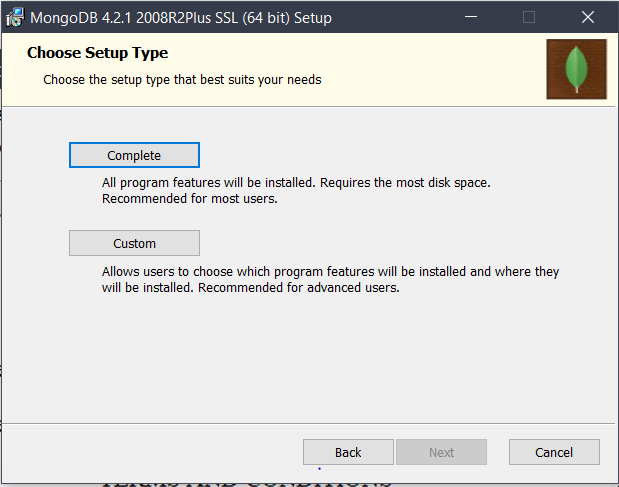 MongoDB 4.2.1 2008R2Plus SSL (64 bit) Setup
Choose Setup Type
Choose the setup type that best suits your needs
Complete
All program features will be installed. Requires the most disk space.
Recommended for most users.
Custom
Allows users to choose which program features will be installed and where they
will be installed. Recommended for advanced users.
Back
Next
Cancel
TERMS AND CONDITIONS